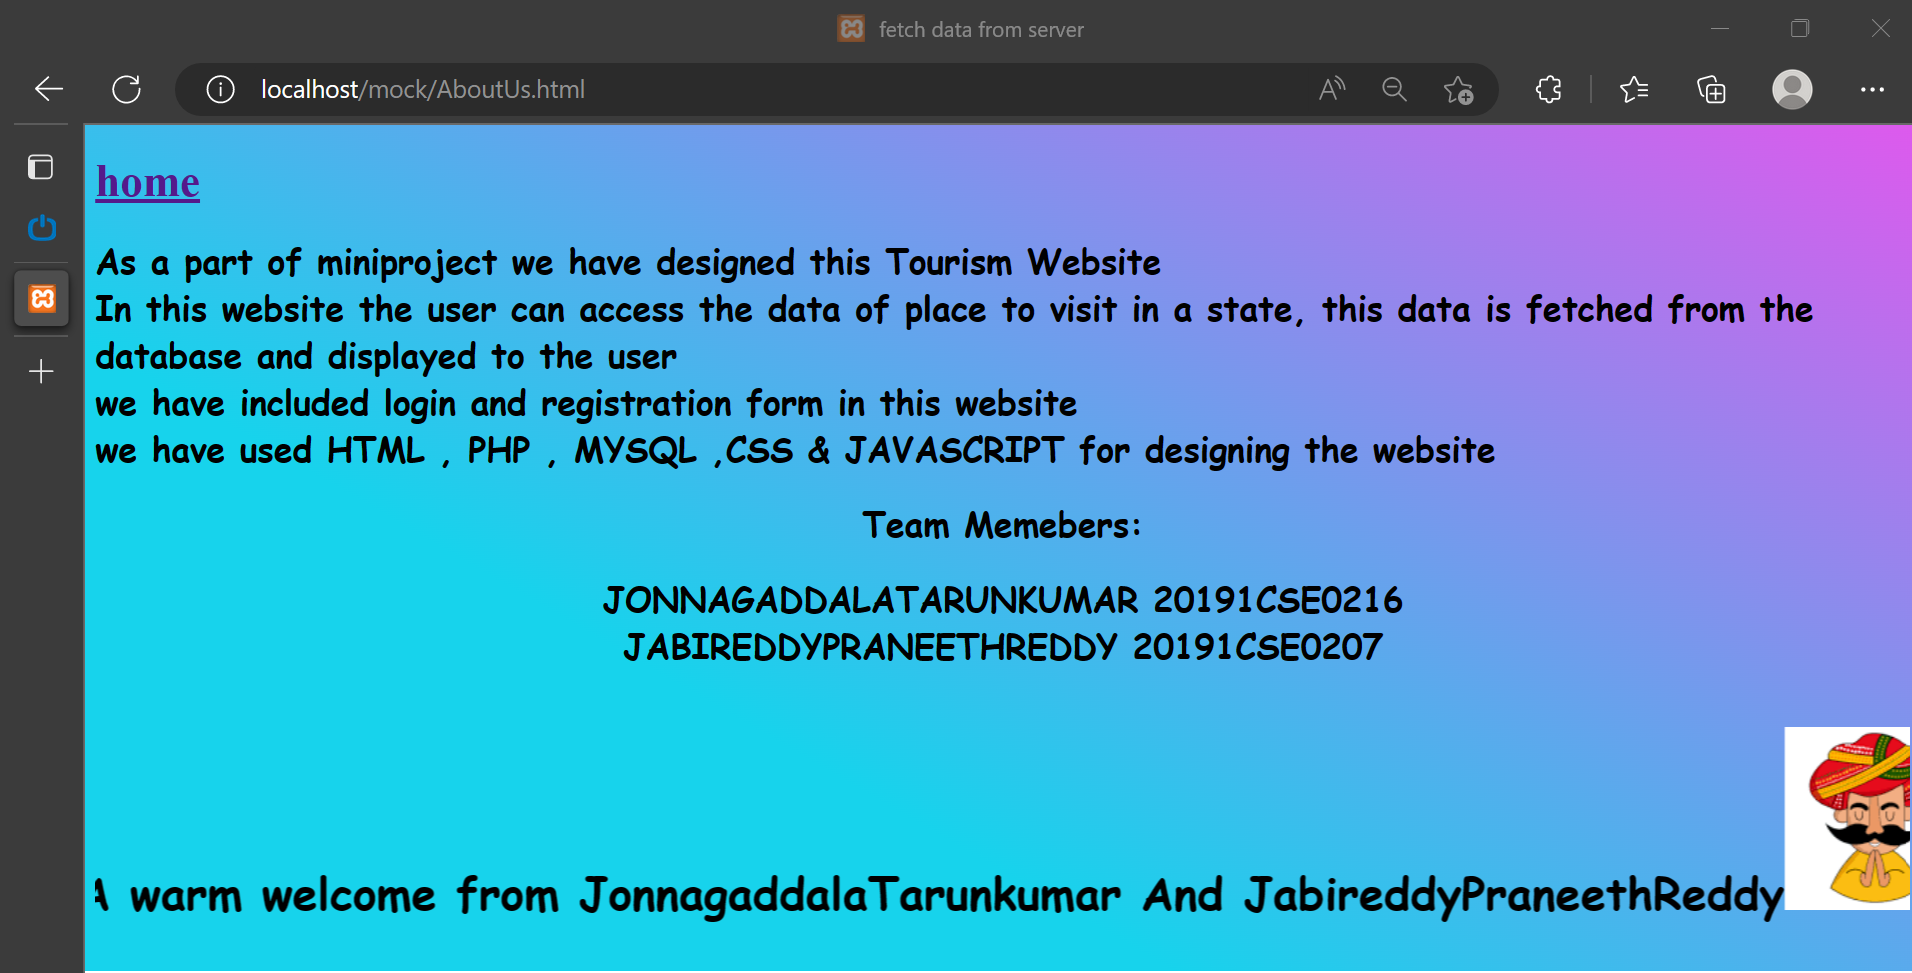 fetch data from server
localhost/mock/AboutUs.html
home
As a part of miniproject we have designed this Tourism Website
In this website the user can access the data of place to visit in a state, this data is fetched from the
database and displayed to the user
we have included login and registration form in this website
we have used HTML , PHP , MYSQL ,CSS & JAVASCRIPT for designing the website
Team Memebers:
JONNAGADDALATARUNKUMAR 20191CSE0216
JABIREDDYPRANEETHREDDY 20191CSE0207
A warm welcome from JonnagaddalaTarunkumar And JabireddyPraneethReddy